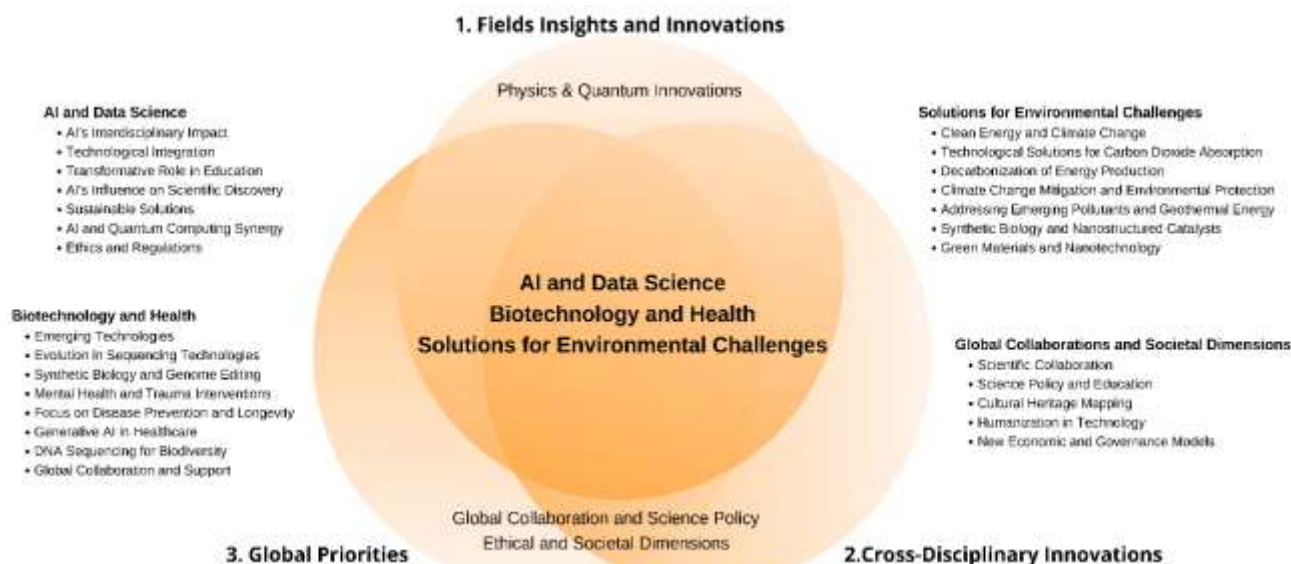 1. Fields Insights and Innovations
Physics & Quantum Innovations
AI and Data Science
• AI's Interdisciplinary Impact
• Technological Integration
• Transformative Role in Education
• AI's Influence on Scientific Discovery
• Sustainable Solutions
• AI and Quantum Computing Synergy
• Ethics and Regulations
Solutions for Environmental Challenges
• Clean Energy and Climate Change
• Technological Solutions for Carbon Dioxide Absorption
• Decarbonization of Energy Production
• Climate Change Mitigation and Environmental Protection
• Addressing Emerging Pollutants and Geothermal Energy
• Synthetic Biology and Nanostructured Catalysts
• Green Materials and Nanotechnology
AI and Data Science
Biotechnology and Health
Solutions for Environmental Challenges
Biotechnology and Health
• Emerging Technologies
• Evolution in Sequencing Technologies
• Synthetic Biology and Genome Editing
• Mental Health and Trauma Interventions
• Focus on Disease Prevention and Longevity
• Generative AI in Healthcare
• DNA Sequencing for Biodiversity
• Global Collaboration and Support
Global Collaborations and Societal Dimensions
• Scientific Collaboration
• Science Policy and Education
• Cultural Heritage Mapping
• Humanization in Technology
• New Economic and Governance Models
Global Collaboration and Science Policy
Ethical and Societal Dimensions
3. Global Priorities
2.Cross-Disciplinary Innovations